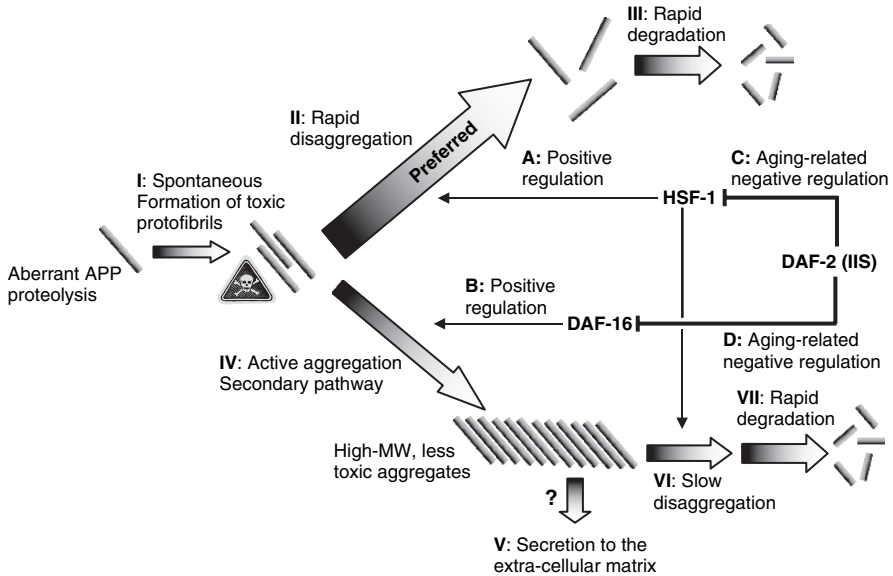 III: Rapid
degradation
II: Rapid
disaggregation
Preferred
A: Positive
regulation
C: Aging-related
negative regulation
I: Spontaneous
Formation of toxic
protofibrils
HSF-1
Aberrant APP
proteolysis
DAF-2 (IIS)
B: Positive
regulation
DAF-16
D: Aging-related
negative regulation
IV: Active aggregation
Secondary pathway
VII: Rapid
degradation
High-MW, less
toxic aggregates
VI: Slow
disaggregation
?
V: Secretion to the
extra-cellular matrix